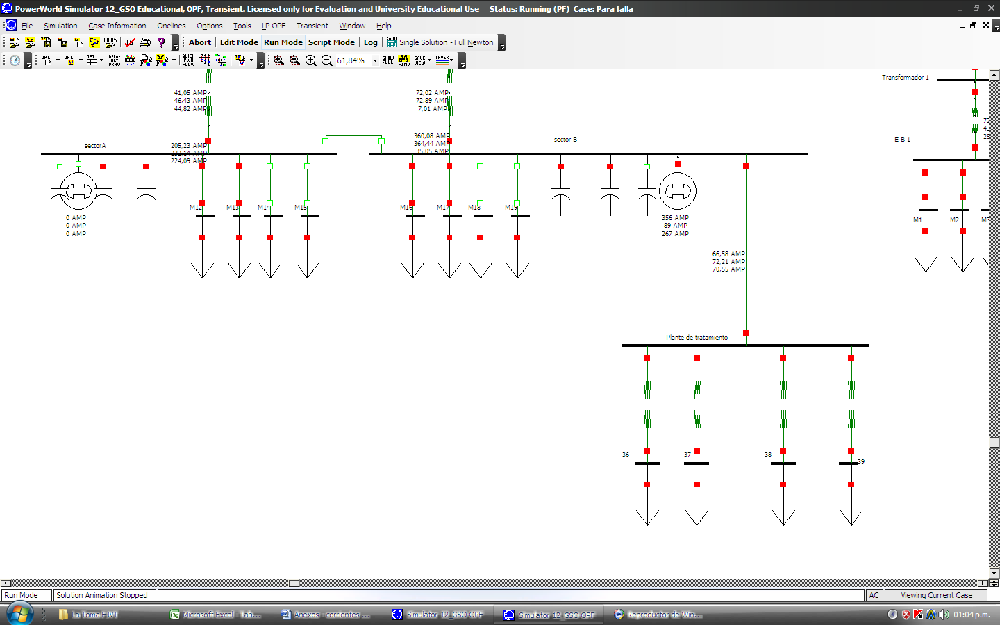 PowerWorld Simulator 12_GSO Educational, OPF, Transient. Licensed only for Evaluation and University Educational Use Status: Running (PF) Case: Para falla
File Simulation Case Information Onelines Options Tools LP OPF Transient Window Help
Abort Edit Mode Run Mode Script Mode Log Single Solution - Full Newton
61,84%
41,05 AMP
46,43 AMP
44,82 AMP
72,02 AMP
72,89 AMP
7,01 AMP
Transformador 1
sectorA
205,23 AMP
224,09 AMP
360,08 AMP
364,44 AMP
35,05 AMP
sector B
E B 1
0 AMP
0 AMP
0 AMP
M12 M13 M14 M15
M16 M17 M18 M19
356 AMP
89 AMP
267 AMP
M1 M2
66,58 AMP
72,21 AMP
70,55 AMP
Plante de tratamiento
36 37 38 39
Run Mode Solution Animation Stopped AC Viewing Current Case
La Toma FJVT Microsoft Excel - Tab... Anexos - corrientes ... Simulator 12_GSO OPF Simulator 12_GSO OPF Reproductor de Win... 01:04 p.m.